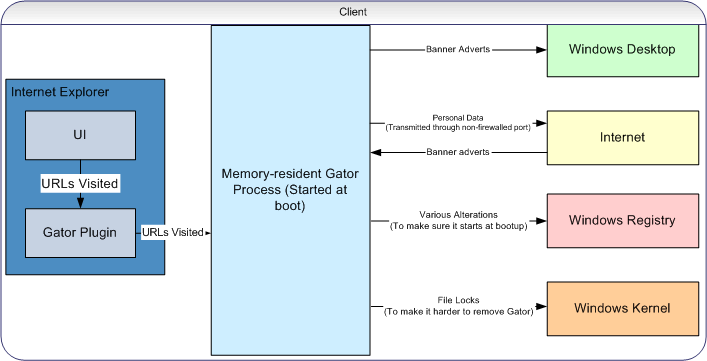 Client
Internet Explorer
UI
URLs Visited
Gator Plugin
URLs Visited
Memory-resident Gator
Process (Started at
boot)
Banner Adverts
Windows Desktop
Personal Data
(Transmitted through non-firewalled port)
Banner adverts
Internet
Various Alterations
(To make sure it starts at bootup)
Windows Registry
File Locks
(To make it harder to remove Gator)
Windows Kernel